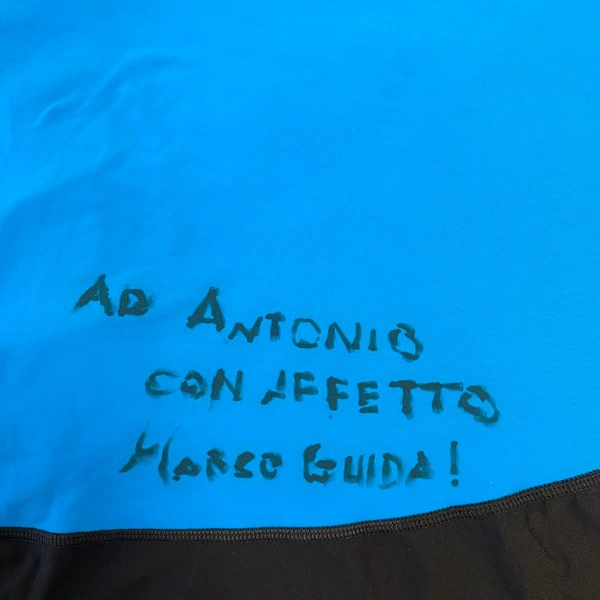 AD ANTONIO
CON AFFETTO
MARCO GUIDA!